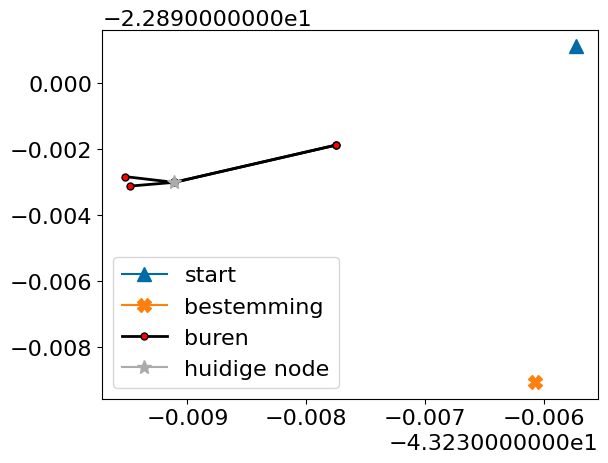 −2.2890000000e1
0.000
−0.002
−0.004
−0.006
−0.008
start
bestemming
buren
huidige node
−0.009
−0.008
−0.007
−0.006
−4.3230000000e1